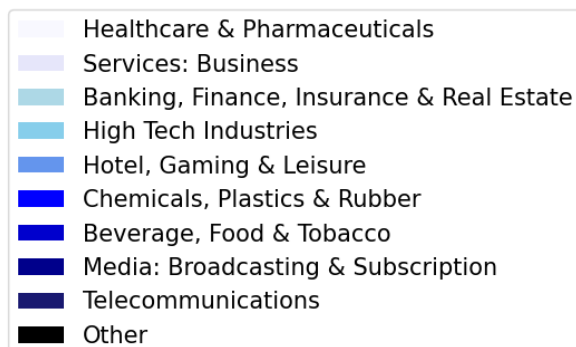 Healthcare & Pharmaceuticals
Services: Business
Banking, Finance, Insurance & Real Estate
High Tech Industries
Hotel, Gaming & Leisure
Chemicals, Plastics & Rubber
Beverage, Food & Tobacco
Media: Broadcasting & Subscription
Telecommunications
Other